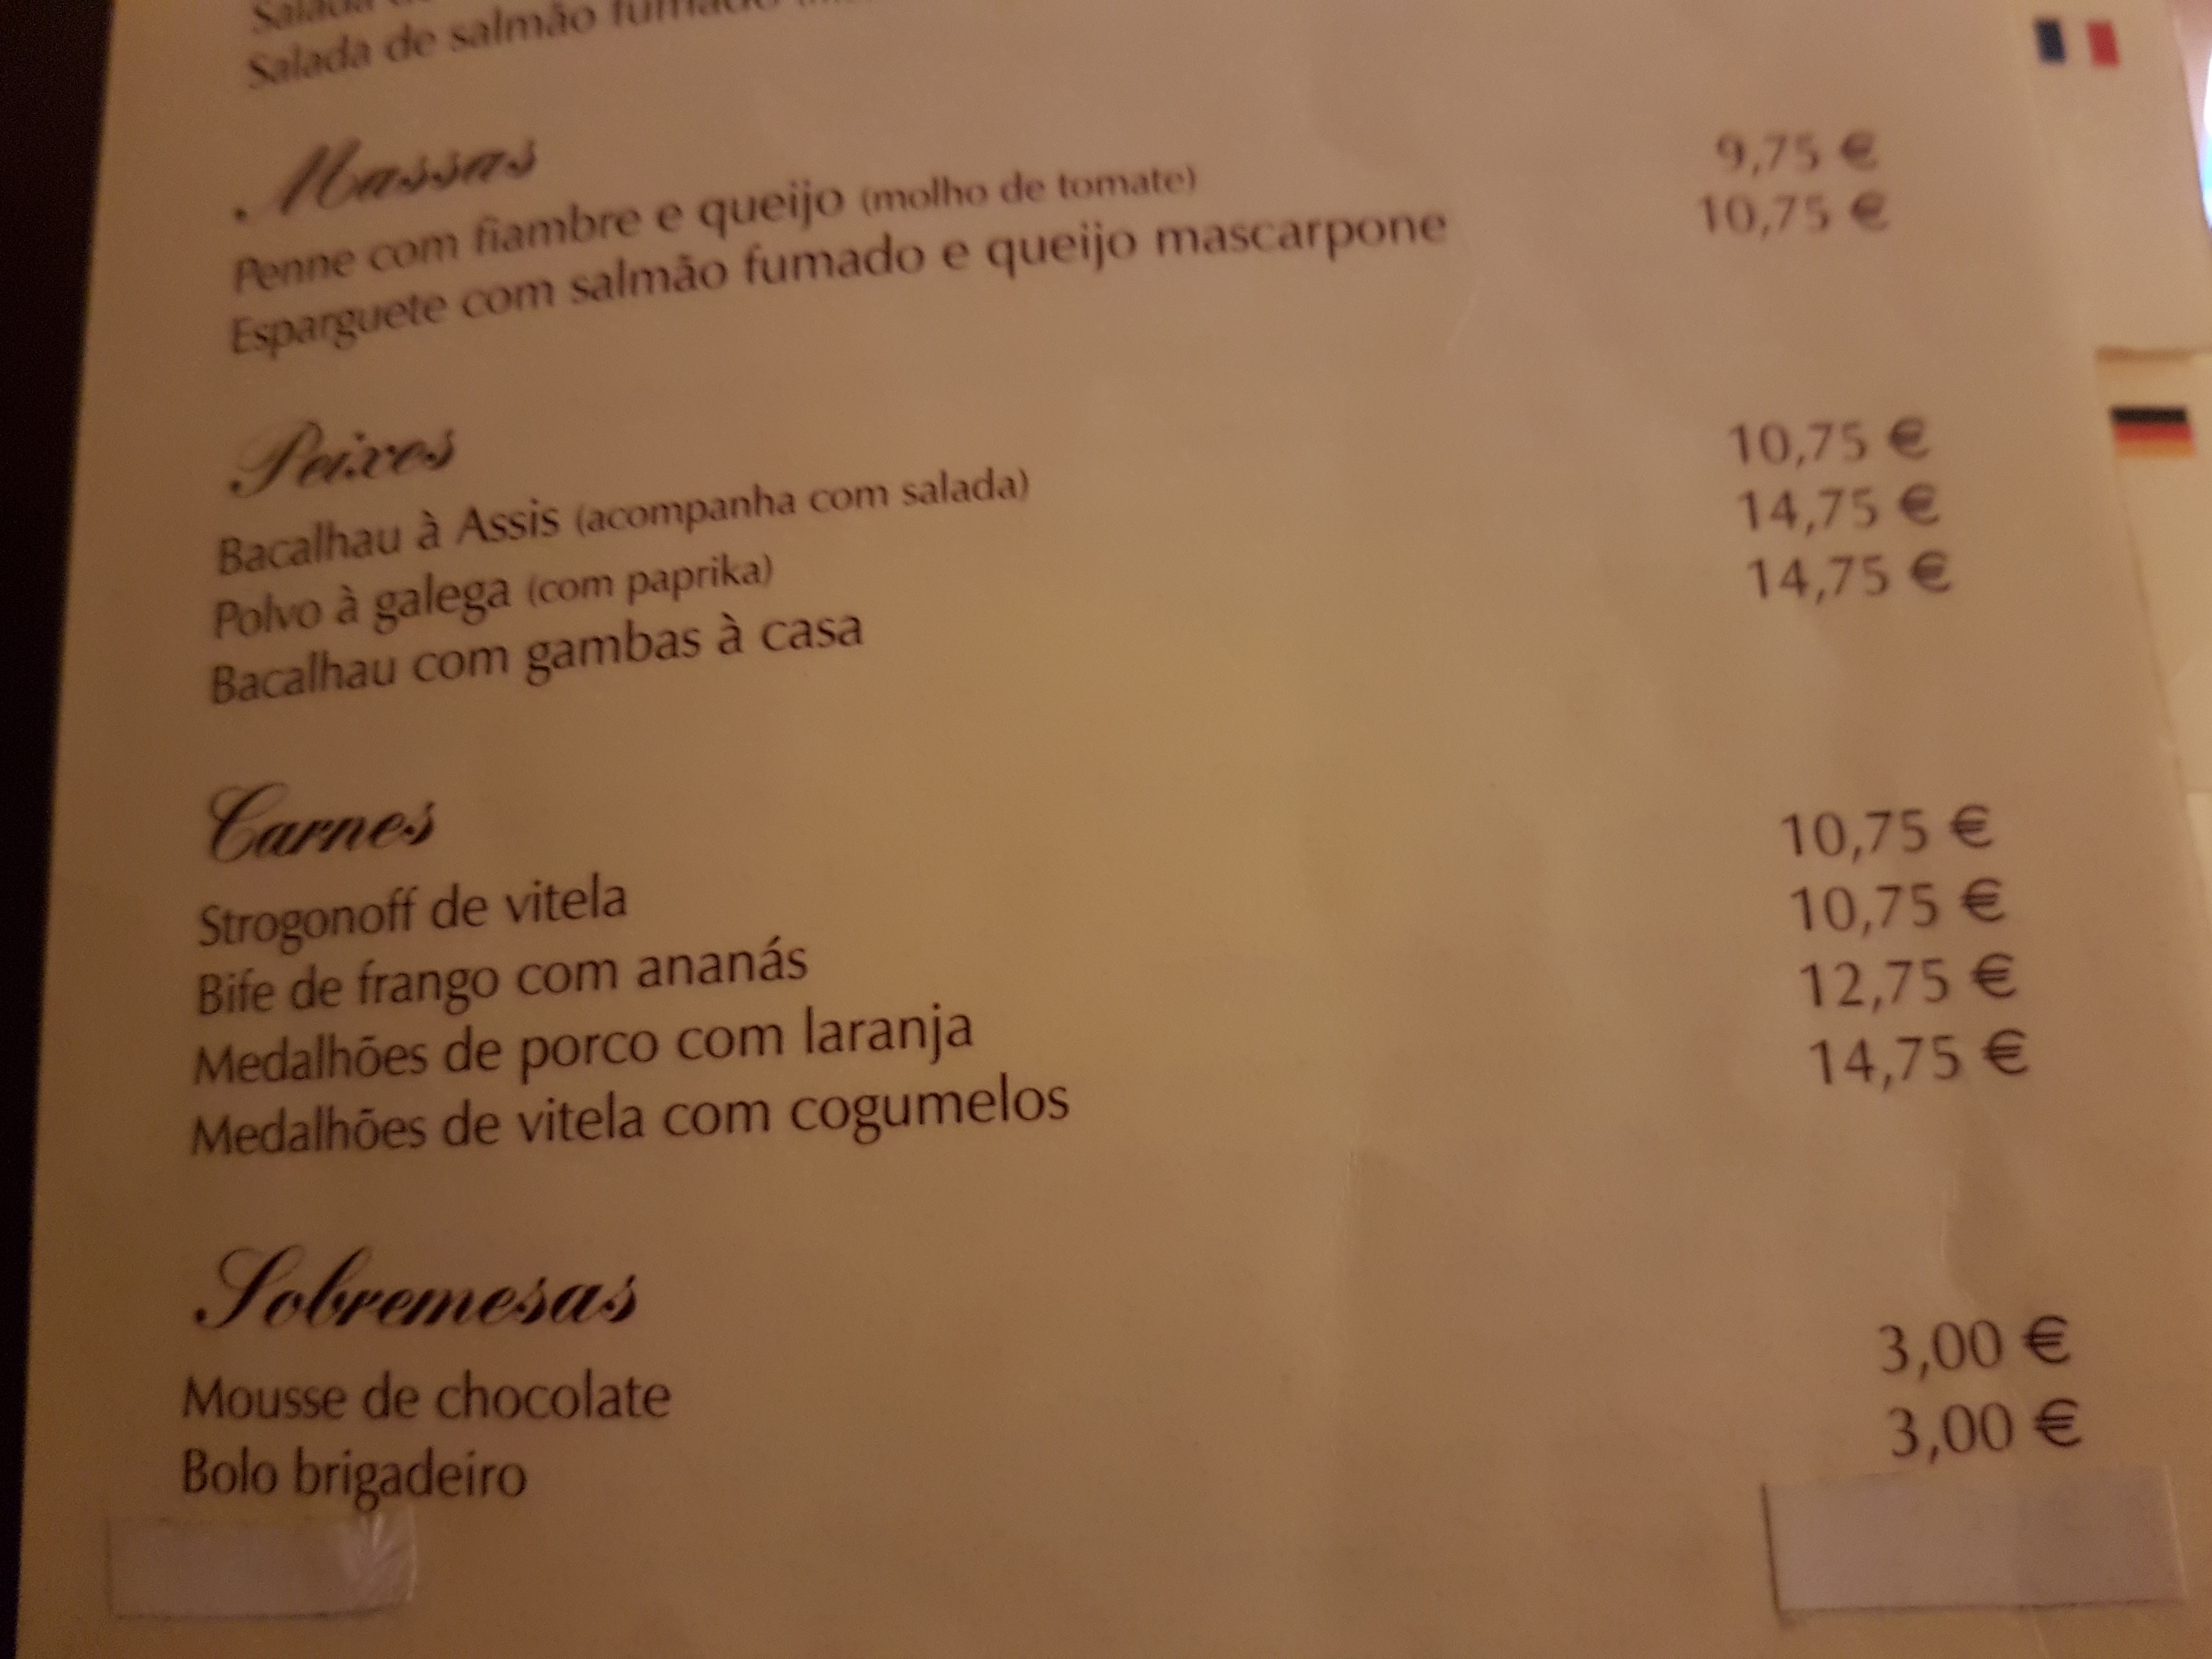 Salada
Salada de salmão fumado
Massas
Penne com fiambre e queijo (molho de tomate) 9,75 €
Esparguete com salmão fumado e queijo mascarpone 10,75 €
Peixes
Bacalhau à Assis (acompanha com salada) 10,75 €
Polvo à galega (com paprika) 14,75 €
Bacalhau com gambas à casa 14,75 €
Carnes
Strogonoff de vitela 10,75 €
Bife de frango com ananás 10,75 €
Medalhões de porco com laranja 12,75 €
Medalhões de vitela com cogumelos 14,75 €
Sobremesas
Mousse de chocolate 3,00 €
Bolo brigadeiro 3,00 €